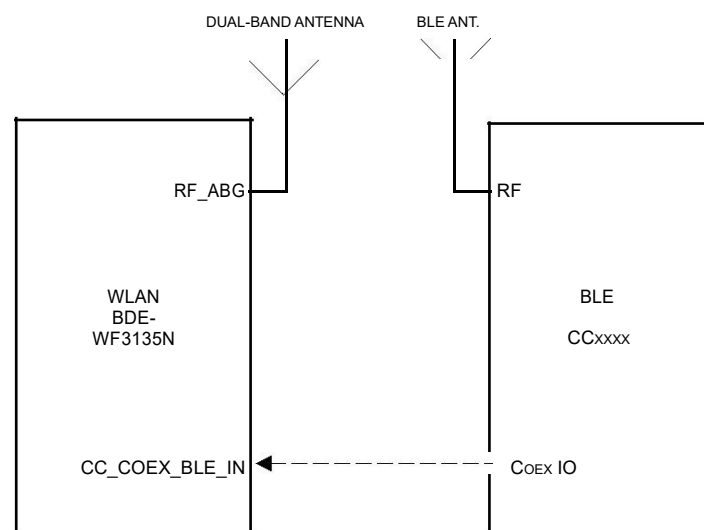 DUAL-BAND ANTENNA
BLE ANT.
RF_ABG
RF
WLAN
BDE-
WF3135N
BLE
CCxxxx
CC_COEX_BLE_IN
COEX IO